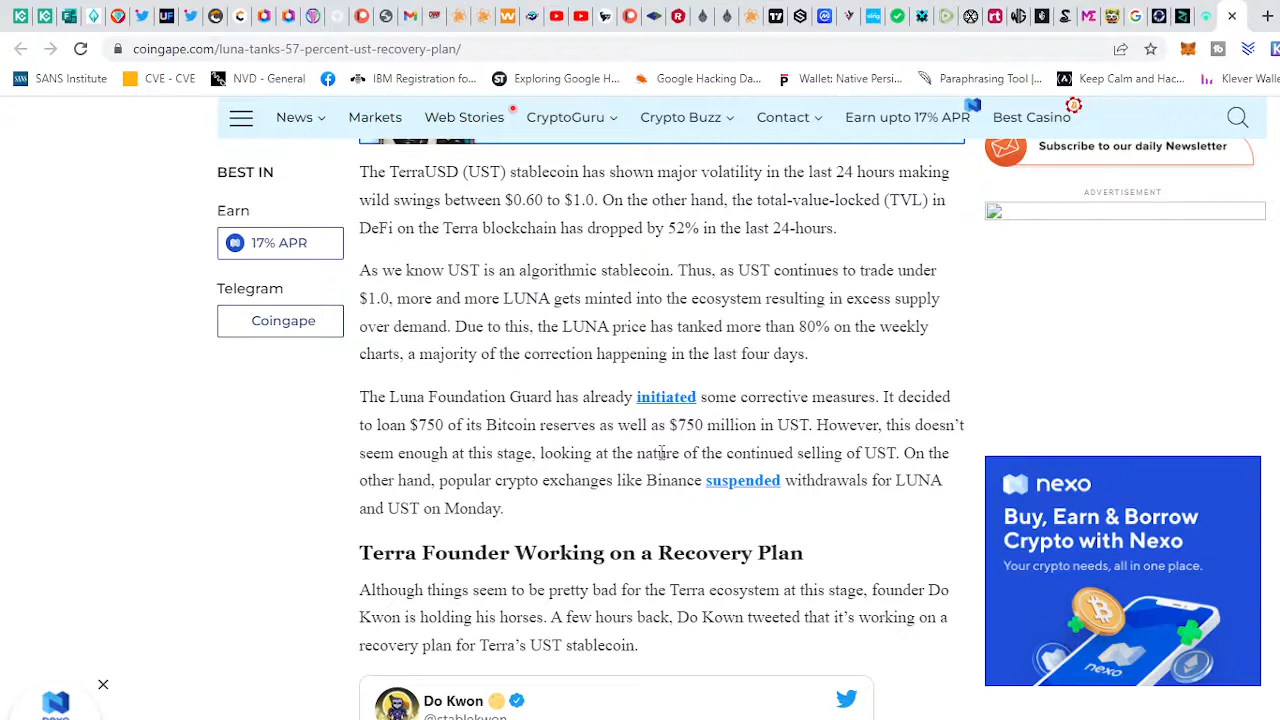 coingape.com/luna-tanks-57-percent-ust-recovery-plan/
SANS Institute
CVE - CVE
NVD - General
IBM Registration fo...
Exploring Google H...
Google Hacking Da...
Wallet: Native Persi...
Paraphrasing Tool |...
Keep Calm and Hac...
Klever Walle
News
Markets
Web Stories
CryptoGuru
Crypto Buzz
Contact
Earn upto 17% APR
Best Casino
BEST IN
Earn
17% APR
Telegram
Coingape
The TerraUSD (UST) stablecoin has shown major volatility in the last 24 hours making
wild swings between $0.60 to $1.0. On the other hand, the total-value-locked (TVL) in
DeFi on the Terra blockchain has dropped by 52% in the last 24-hours.
As we know UST is an algorithmic stablecoin. Thus, as UST continues to trade under
$1.0, more and more LUNA gets minted into the ecosystem resulting in excess supply
over demand. Due to this, the LUNA price has tanked more than 80% on the weekly
charts, a majority of the correction happening in the last four days.
The Luna Foundation Guard has already initiated some corrective measures. It decided
to loan $750 of its Bitcoin reserves as well as $750 million in UST. However, this doesn't
seem enough at this stage, looking at the nature of the continued selling of UST. On the
other hand, popular crypto exchanges like Binance suspended withdrawals for LUNA
and UST on Monday.
Terra Founder Working on a Recovery Plan
Although things seem to be pretty bad for the Terra ecosystem at this stage, founder Do
Kwon is holding his horses. A few hours back, Do Kown tweeted that it's working on a
recovery plan for Terra's UST stablecoin.
Do Kwon
@stablekwon
Subscribe to our daily Newsletter
ADVERTISEMENT
nexo
Buy, Earn & Borrow
Crypto with Nexo
Your crypto needs, all in one place.
nexo